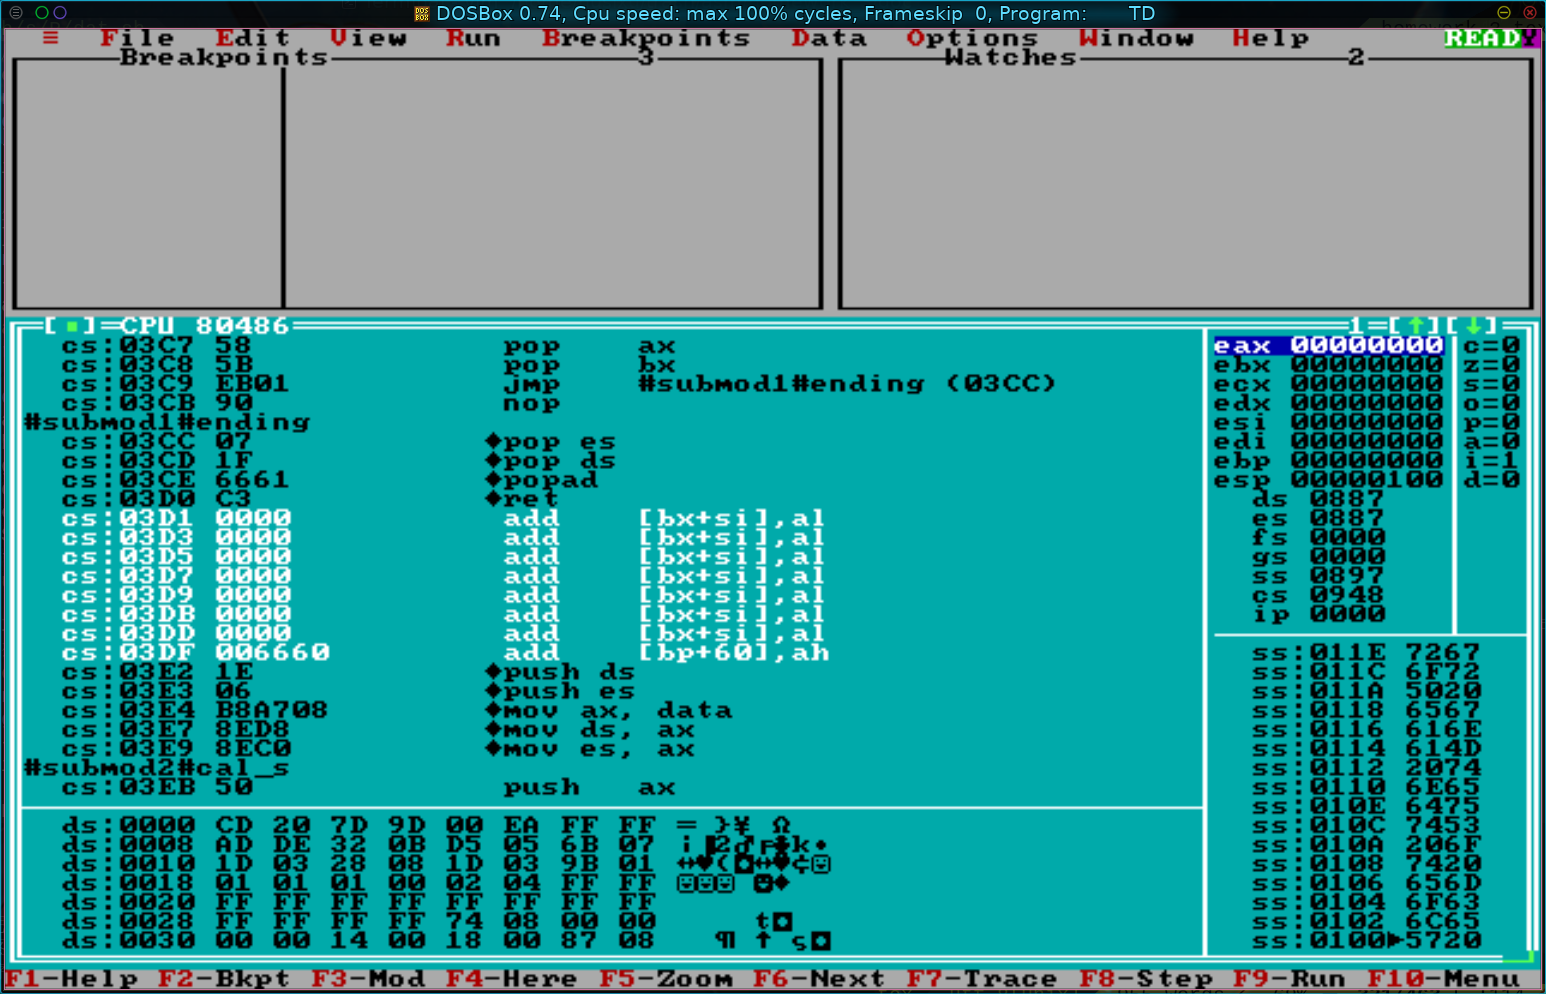 DOSBox 0.74, Cpu speed: max 100% cycles, Frameskip 0, Program: TD
≡ File Edit View Run Breakpoints Data Options Window Help READY
Breakpoints 3 Watches 2
[■]=CPU 80486 1=[↑][↓]
cs:03C7 58 pop ax
cs:03C8 5B pop bx
cs:03C9 EB01 jmp #submod1#ending (03CC)
cs:03CB 90 nop
#submod1#ending
cs:03CC 07 ♦pop es
cs:03CD 1F ♦pop ds
cs:03CE 6661 ♦popad
cs:03D0 C3 ♦ret
cs:03D1 0000 add [bx+si],al
cs:03D3 0000 add [bx+si],al
cs:03D5 0000 add [bx+si],al
cs:03D7 0000 add [bx+si],al
cs:03D9 0000 add [bx+si],al
cs:03DB 0000 add [bx+si],al
cs:03DD 0000 add [bx+si],al
cs:03DF 006660 add [bp+60],ah
cs:03E2 1E ♦push ds
cs:03E3 06 ♦push es
cs:03E4 B8A708 ♦mov ax, data
cs:03E7 8ED8 ♦mov ds, ax
cs:03E9 8EC0 ♦mov es, ax
#submod2#cal_s
cs:03EB 50 push ax
eax 00000000 c=0
ebx 00000000 z=0
ecx 00000000 s=0
edx 00000000 o=0
esi 00000000 p=0
edi 00000000 a=0
ebp 00000000 i=1
esp 00000100 d=0
ds 0887
es 0887
fs 0000
gs 0000
ss 0897
cs 0948
ip 0000
ds:0000 CD 20 7D 9D 00 EA FF FF = }¥ Ω
ds:0008 AD DE 32 0B D5 05 6B 07
ds:0010 1D 03 28 08 1D 03 9B 01
ds:0018 01 01 01 00 02 04 FF FF
ds:0020 FF FF FF FF FF FF FF FF
ds:0028 FF FF FF FF 74 08 00 00 t◘
ds:0030 00 00 14 00 18 00 87 08 ¶ ↑ ç◘
ss:011E 7267
ss:011C 6F72
ss:011A 5020
ss:0118 6567
ss:0116 616E
ss:0114 614D
ss:0112 2074
ss:0110 6E65
ss:010E 6475
ss:010C 7453
ss:010A 206F
ss:0108 7420
ss:0106 656D
ss:0104 6F63
ss:0102 6C65
ss:0100►5720
F1-Help F2-Bkpt F3-Mod F4-Here F5-Zoom F6-Next F7-Trace F8-Step F9-Run F10-Menu